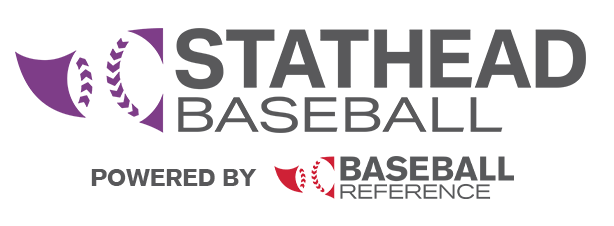 STATHEAD
BASEBALL
POWERED BY BASEBALL
REFERENCE